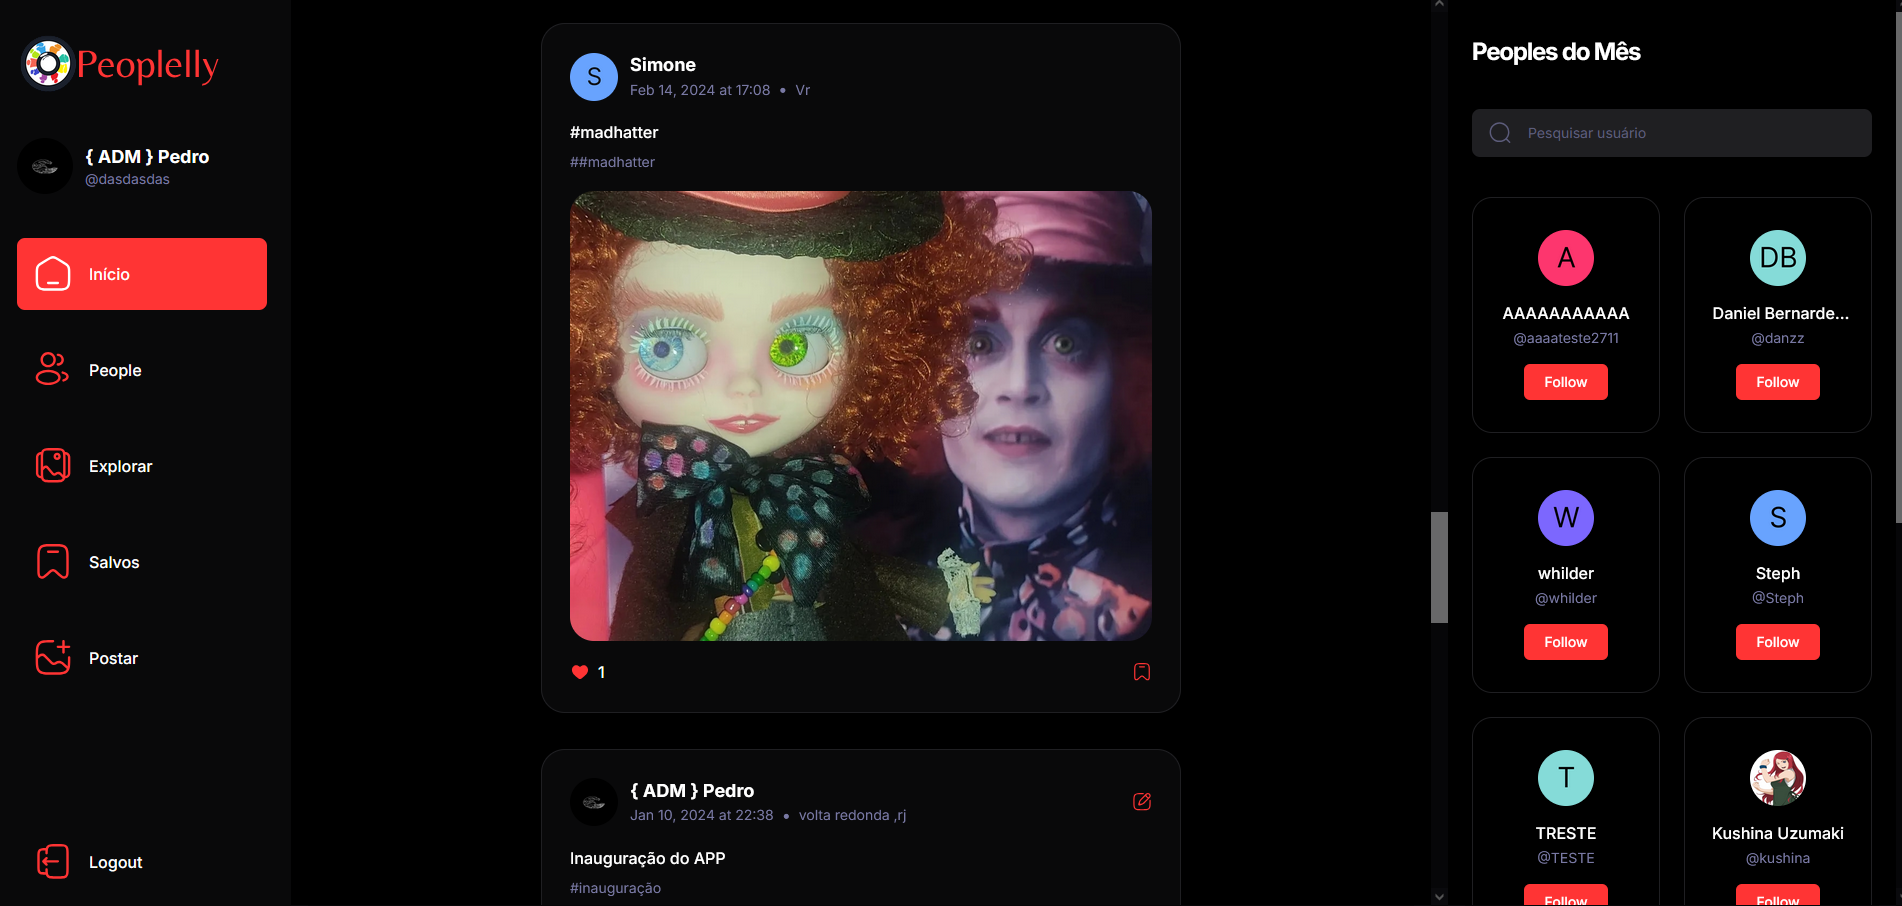 Peoplelly
{ ADM } Pedro
@dasdasdas
Início
People
Explorar
Salvos
Postar
Logout
S
Simone
Feb 14, 2024 at 17:08 • Vr
#madhatter
##madhatter
1
{ ADM } Pedro
Jan 10, 2024 at 22:38 • volta redonda ,rj
Inauguração do APP
#inauguração
Peoples do Mês
Pesquisar usuário
A
AAAAAAAAAAA
@aaaateste2711
Follow
DB
Daniel Bernarde...
@danzz
Follow
W
whilder
@whilder
Follow
S
Steph
@Steph
Follow
T
TRESTE
@TESTE
Follow
Kushina Uzumaki
@kushina
Follow